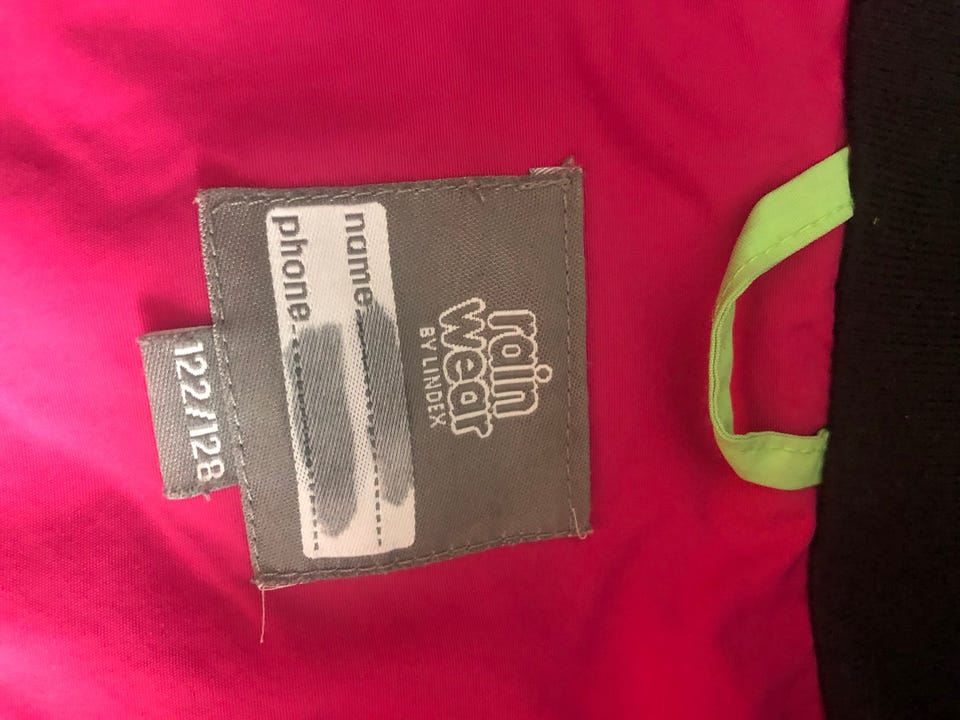 rain
wear
BY LINDEX
name
phone
122/128